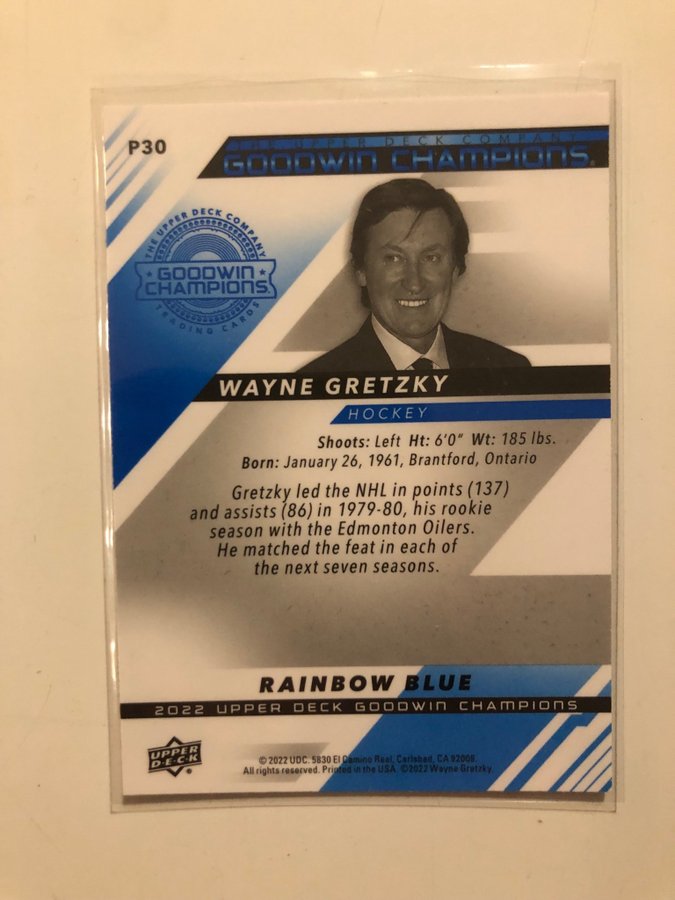 P30
THE UPPER DECK COMPANY
GOODWIN CHAMPIONS®
THE UPPER DECK COMPANY
GOODWIN
CHAMPIONS
TRADING CARDS
WAYNE GRETZKY
HOCKEY
Shoots: Left Ht: 6'0" Wt: 185 lbs.
Born: January 26, 1961, Brantford, Ontario
Gretzky led the NHL in points (137)
and assists (86) in 1979-80, his rookie
season with the Edmonton Oilers.
He matched the feat in each of
the next seven seasons.
RAINBOW BLUE
2022 UPPER DECK GOODWIN CHAMPIONS
UPPER
D·E·C·K®
© 2022 UDC. 5830 El Camino Real, Carlsbad, CA 92008.
All rights reserved. Printed in the USA. ©2022 Wayne Gretzky.